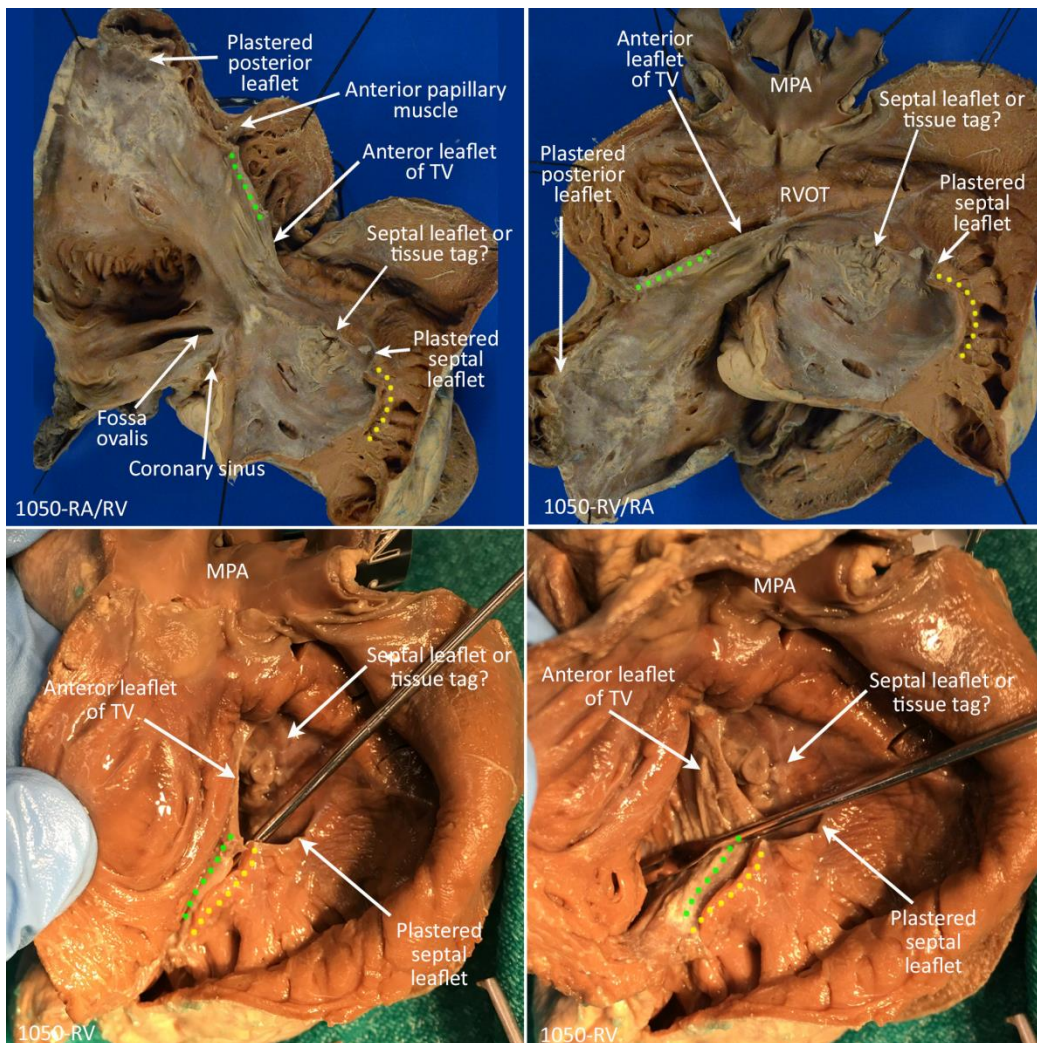 Plastered
posterior
leaflet
Anterior papillary
muscle
Anteror leaflet
of TV
Septal leaflet or
tissue tag?
Plastered
septal
leaflet
Fossa
ovalis
Coronary sinus
1050-RA/RV
Anterior
leaflet
of TV
MPA
Septal leaflet or
tissue tag?
Plastered
posterior
leaflet
RVOT
Plastered
septal
leaflet
1050-RV/RA
MPA
Septal leaflet or
tissue tag?
Anteror leaflet
of TV
Plastered
septal
leaflet
1050-RV
MPA
Anteror leaflet
of TV
Septal leaflet or
tissue tag?
Plastered
septal
leaflet
1050-RV